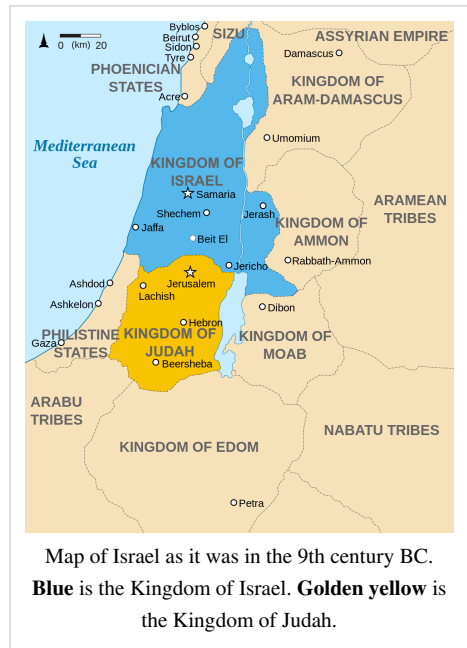 Byblos
SIZU
Beirut
ASSYRIAN EMPIRE
0 (km) 20
Sidon
Damascus
Tyre
PHOENICIAN
STATES
KINGDOM OF
ARAM-DAMASCUS
Acre
Umomium
Mediterranean
Sea
KINGDOM OF
ISRAEL
Samaria
ARAMEAN
TRIBES
Shechem
Jerash
KINGDOM OF
AMMON
Jaffa
Beit El
Rabbath-Ammon
Jericho
Ashdod
Jerusalem
Lachish
Ashkelon
Dibon
Hebron
PHILISTINE
STATES
KINGDOM OF
JUDAH
KINGDOM OF
MOAB
Gaza
Beersheba
ARABU
TRIBES
NABATU TRIBES
KINGDOM OF EDOM
Petra
Map of Israel as it was in the 9th century BC.
Blue is the Kingdom of Israel. Golden yellow is
the Kingdom of Judah.